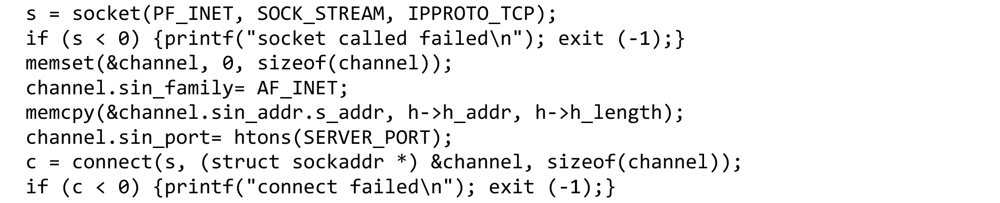 s = socket(PF_INET, SOCK_STREAM, IPPROTO_TCP);
if (s < 0) {printf("socket called failed\n"); exit (-1);}
memset(&channel, 0, sizeof(channel));
channel.sin_family= AF_INET;
memcpy(&channel.sin_addr.s_addr, h->h_addr, h->h_length);
channel.sin_port= htons(SERVER_PORT);
c = connect(s, (struct sockaddr *) &channel, sizeof(channel));
if (c < 0) {printf("connect failed\n"); exit (-1);}